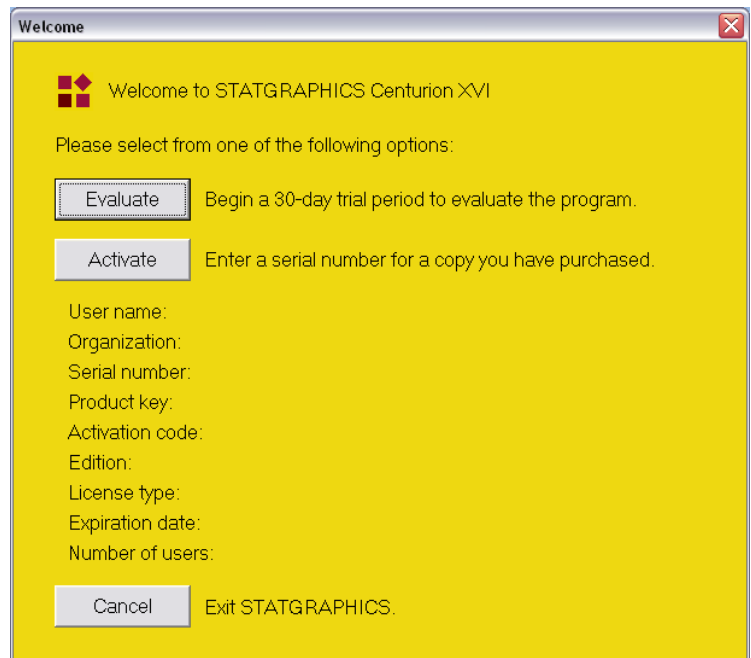 Welcome
Welcome to STATGRAPHICS Centurion XVI
Please select from one of the following options:
Evaluate Begin a 30-day trial period to evaluate the program.
Activate Enter a serial number for a copy you have purchased.
User name:
Organization:
Serial number:
Product key:
Activation code:
Edition:
License type:
Expiration date:
Number of users:
Cancel Exit STATGRAPHICS.